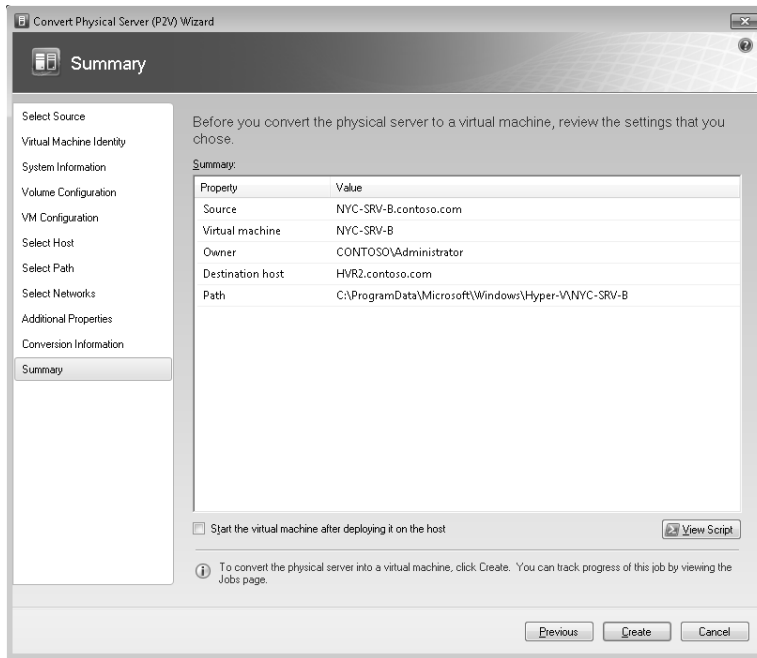 Convert Physical Server (P2V) Wizard
Summary
Select Source
Virtual Machine Identity
System Information
Volume Configuration
VM Configuration
Select Host
Select Path
Select Networks
Additional Properties
Conversion Information
Summary
Before you convert the physical server to a virtual machine, review the settings that you
chose.
Summary:
Property Value
Source NYC-SRV-B.contoso.com
Virtual machine NYC-SRV-B
Owner CONTOSO\Administrator
Destination host HVR2.contoso.com
Path C:\ProgramData\Microsoft\Windows\Hyper-V\NYC-SRV-B
Start the virtual machine after deploying it on the host
View Script
To convert the physical server into a virtual machine, click Create. You can track progress of this job by viewing the
Jobs page.
Previous Create Cancel